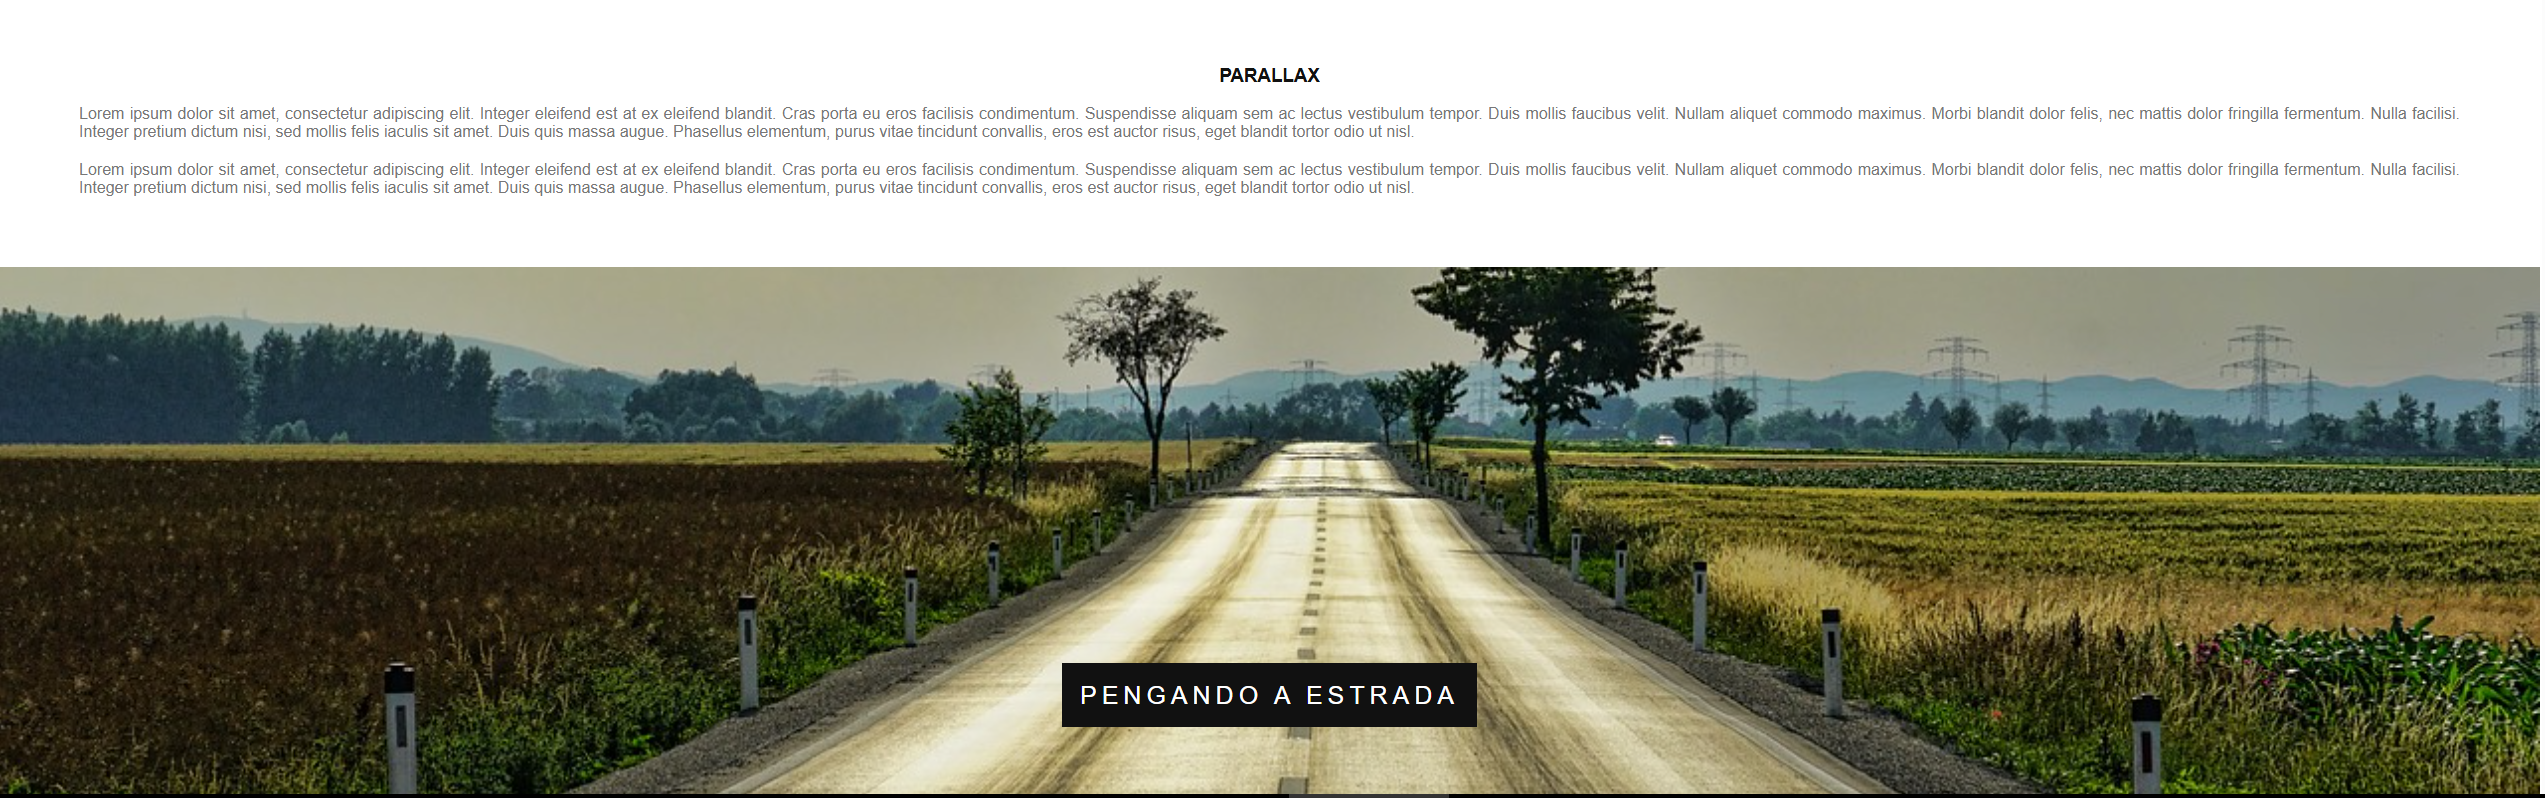 PARALLAX
Lorem ipsum dolor sit amet, consectetur adipiscing elit. Integer eleifend est at ex eleifend blandit. Cras porta eu eros facilisis condimentum. Suspendisse aliquam sem ac lectus vestibulum tempor. Duis mollis faucibus velit. Nullam aliquet commodo maximus. Morbi blandit dolor felis, nec mattis dolor fringilla fermentum. Nulla facilisi.
Integer pretium dictum nisi, sed mollis felis iaculis sit amet. Duis quis massa augue. Phasellus elementum, purus vitae tincidunt convallis, eros est auctor risus, eget blandit tortor odio ut nisl.
Lorem ipsum dolor sit amet, consectetur adipiscing elit. Integer eleifend est at ex eleifend blandit. Cras porta eu eros facilisis condimentum. Suspendisse aliquam sem ac lectus vestibulum tempor. Duis mollis faucibus velit. Nullam aliquet commodo maximus. Morbi blandit dolor felis, nec mattis dolor fringilla fermentum. Nulla facilisi.
Integer pretium dictum nisi, sed mollis felis iaculis sit amet. Duis quis massa augue. Phasellus elementum, purus vitae tincidunt convallis, eros est auctor risus, eget blandit tortor odio ut nisl.
PENGANDO A ESTRADA